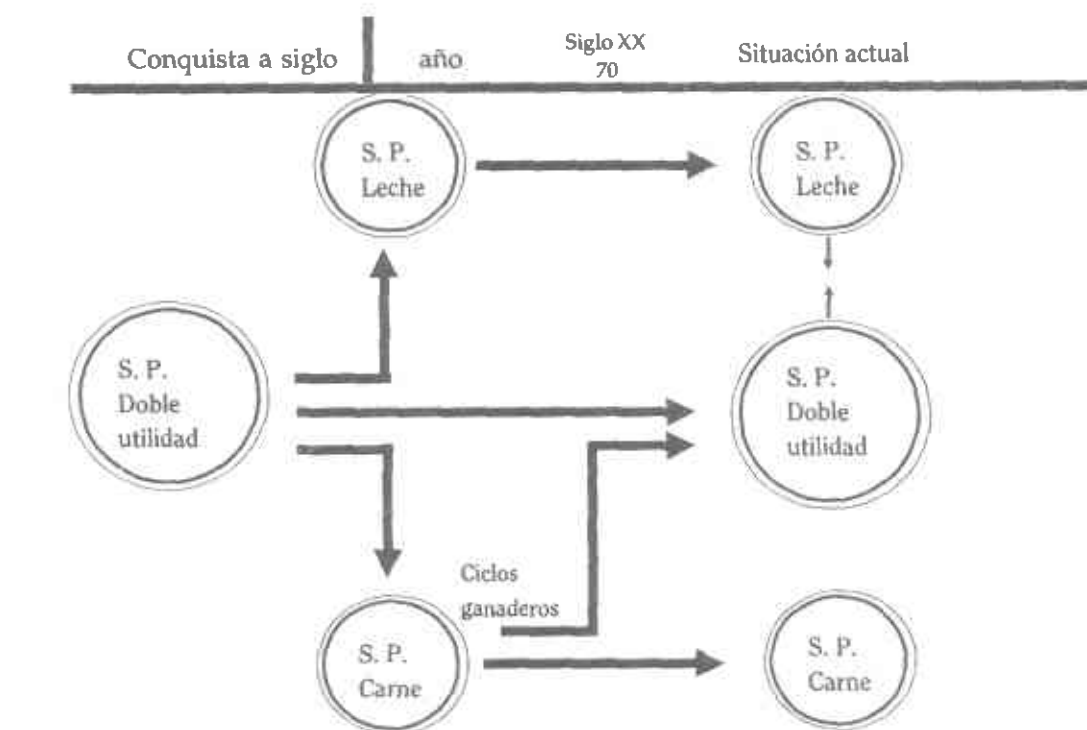 Conquista a siglo
año
Siglo XX
70
Situación actual
S. P.
Leche
S. P.
Leche
S. P.
Doble
utilidad
S. P.
Doble
utilidad
Ciclos
ganaderos
S. P.
Carne
S. P.
Carne